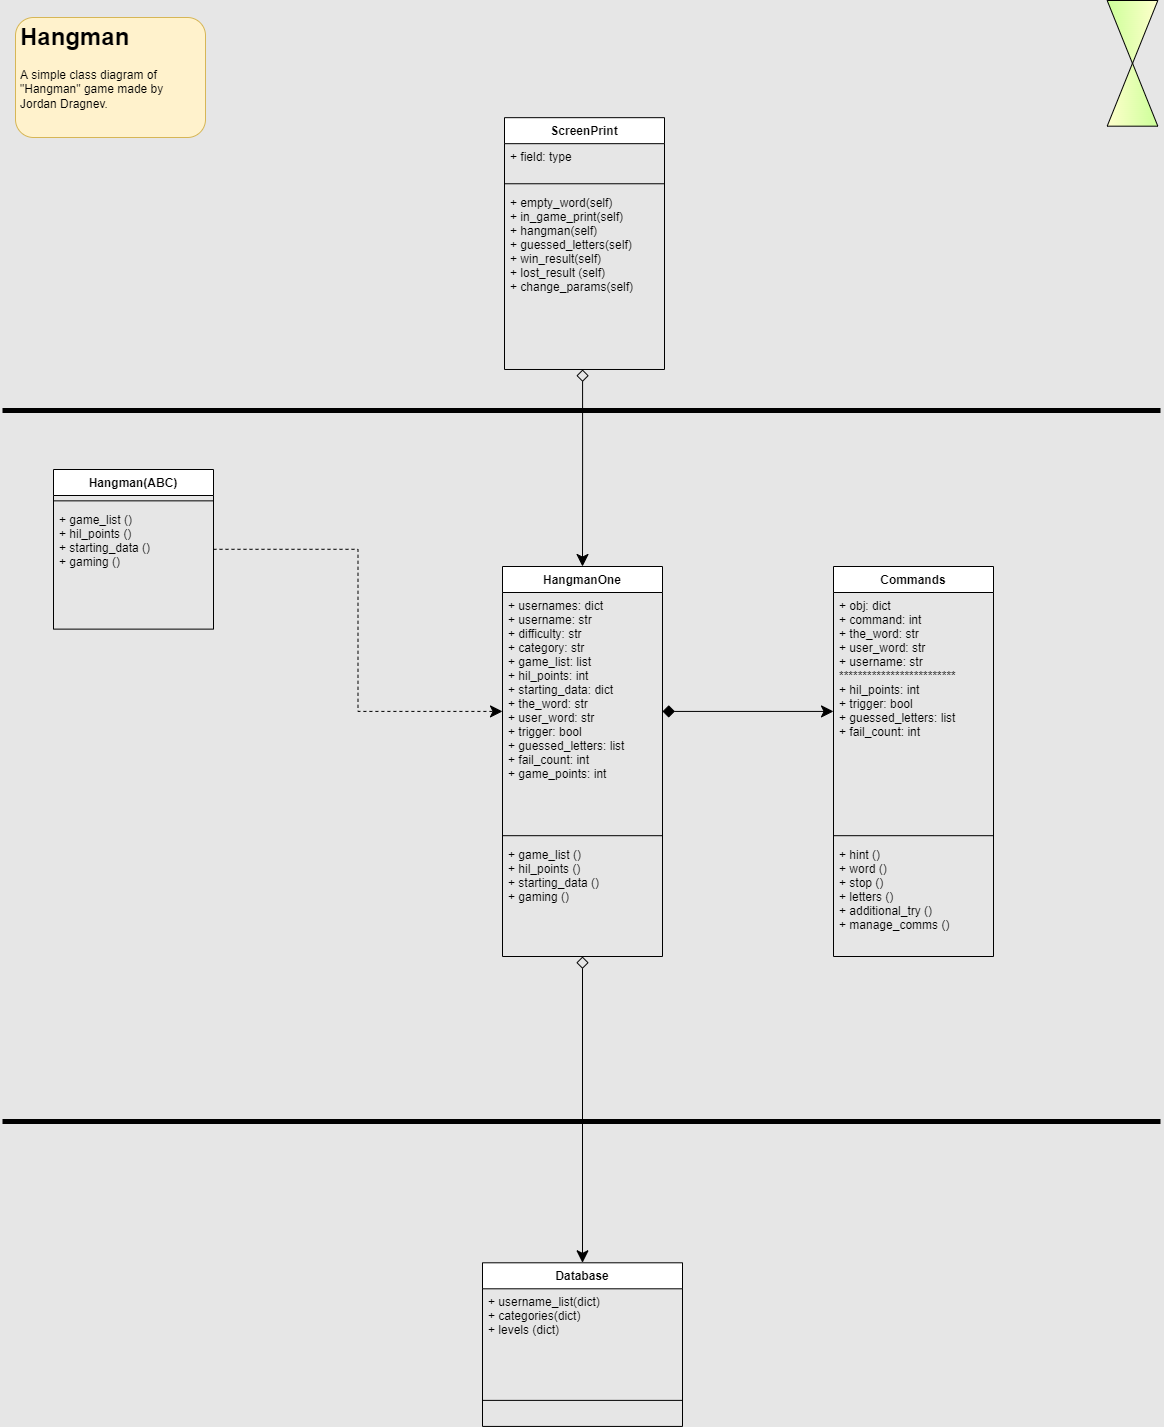 Hangman
A simple class diagram of
"Hangman" game made by
Jordan Dragnev.
ScreenPrint
+ field: type
+ empty_word(self)
+ in_game_print(self)
+ hangman(self)
+ guessed_letters(self)
+ win_result(self)
+ lost_result (self)
+ change_params(self)
Hangman(ABC)
+ game_list ()
+ hil_points ()
+ starting_data ()
+ gaming ()
HangmanOne
+ usernames: dict
+ username: str
+ difficulty: str
+ category: str
+ game_list: list
+ hil_points: int
+ starting_data: dict
+ the_word: str
+ user_word: str
+ trigger: bool
+ guessed_letters: list
+ fail_count: int
+ game_points: int
+ game_list ()
+ hil_points ()
+ starting_data ()
+ gaming ()
Commands
+ obj: dict
+ command: int
+ the_word: str
+ user_word: str
+ username: str
*************************
+ hil_points: int
+ trigger: bool
+ guessed_letters: list
+ fail_count: int
+ hint ()
+ word ()
+ stop ()
+ letters ()
+ additional_try ()
+ manage_comms ()
Database
+ username_list(dict)
+ categories(dict)
+ levels (dict)